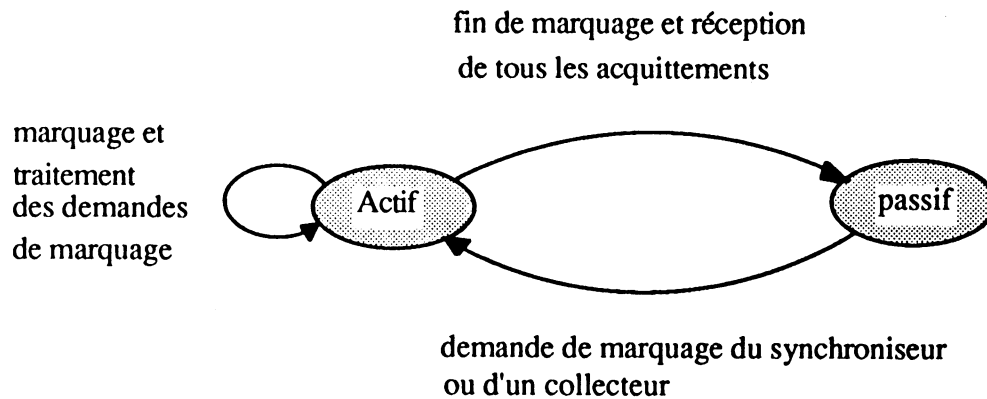 fin de marquage et réception
de tous les acquittements
marquage et
traitement
des demandes
de marquage
Actif
passif
demande de marquage du synchroniseur
ou d'un collecteur